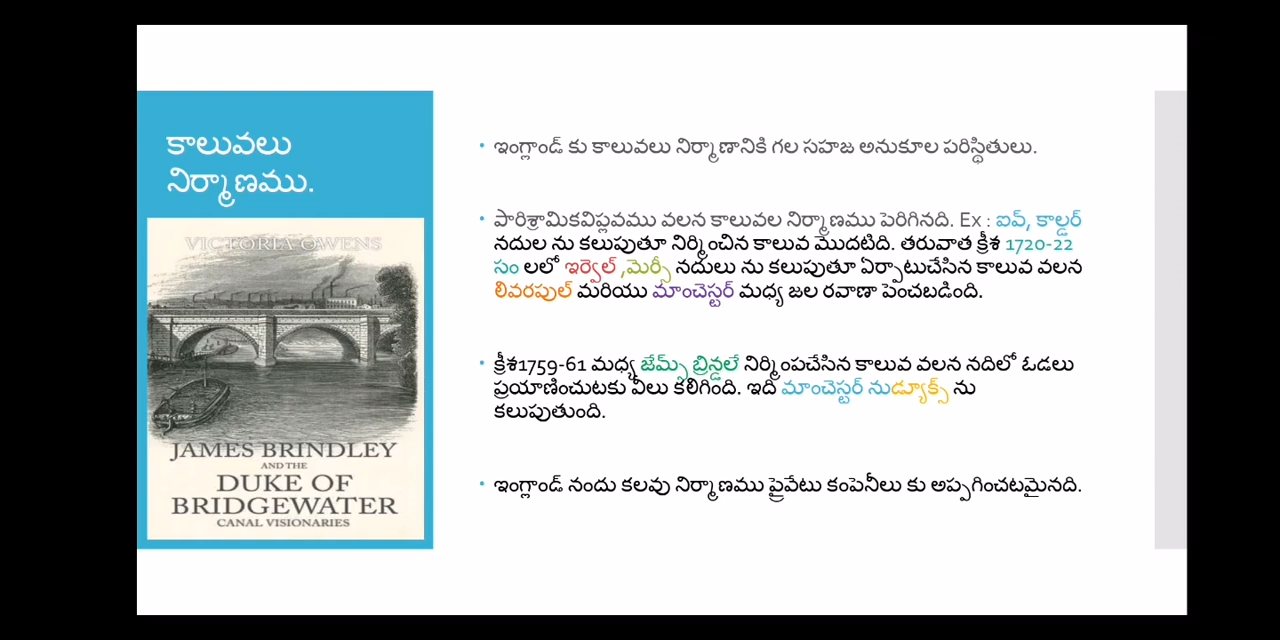 కాలువలు
నిర్మాణము.
VICTORIA OWENS
JAMES BRINDLEY
AND THE
DUKE OF
BRIDGEWATER
CANAL VISIONARIES
• ఇంగ్లాండ్ కు కాలువలు నిర్మాణానికి గల సహజ అనుకూల పరిస్థితులు.
• పారిశ్రామికవిప్లవము వలన కాలువల నిర్మాణము పెరిగినది. Ex : ఐవ్, కాల్డర్
నదుల ను కలుపుతూ నిర్మించిన కాలువ మొదటిది. తరువాత క్రీశ 1720-22
సం లలో ఇర్వెల్ ,మెర్సీ నదులు ను కలుపుతూ ఏర్పాటుచేసిన కాలువ వలన
లివరపుల్ మరియు మాంచెస్టర్ మధ్య జల రవాణా పెంచబడింది.
• క్రీశ1759-61 మధ్య జేమ్స్ బ్రిన్డలే నిర్మింపచేసిన కాలువ వలన నదిలో ఓడలు
ప్రయాణించుటకు వీలు కలిగింది. ఇది మాంచెస్టర్ నుడ్యూక్స్ ను
కలుపుతుంది.
• ఇంగ్లాండ్ నందు కలవు నిర్మాణము ప్రైవేటు కంపెనీలు కు అప్పగించటమైనది.